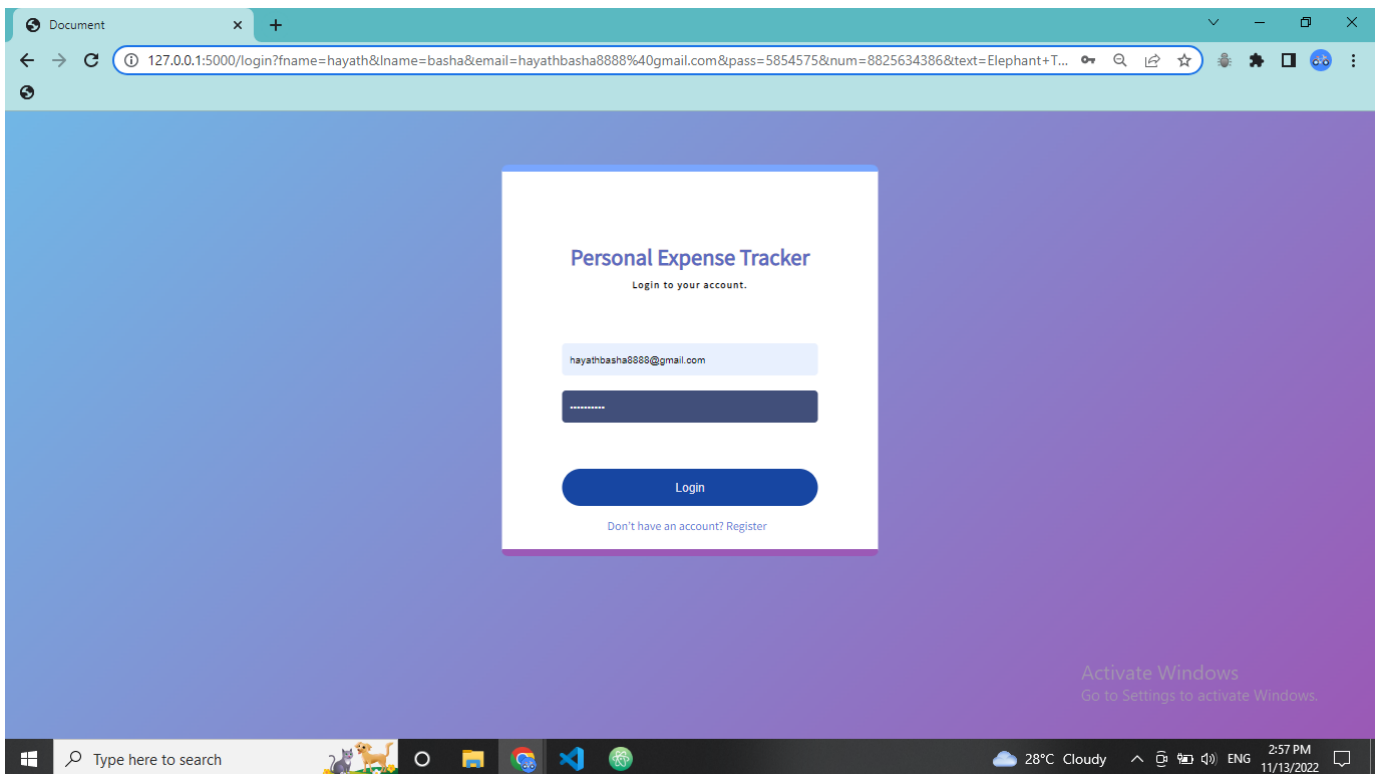 Document
127.0.0.1:5000/login?fname=hayath&lname=basha&email=hayathbasha8888%40gmail.com&pass=5854575&num=8825634386&text=Elephant+T...
Personal Expense Tracker
Login to your account.
hayathbasha8888@gmail.com
••••••••••
Login
Don't have an account? Register
Activate Windows
Go to Settings to activate Windows.
Type here to search
28°C Cloudy
ENG
2:57 PM
11/13/2022